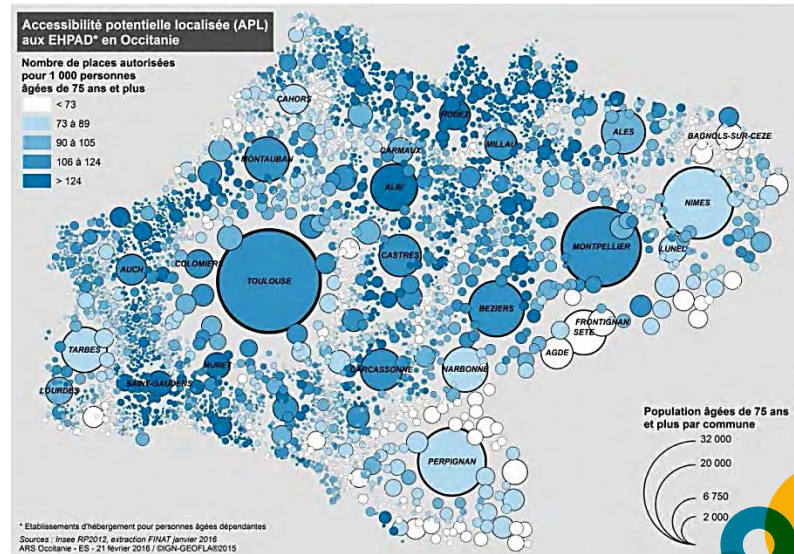 Accessibilité potentielle localisée (APL)
aux EHPAD* en Occitanie
Nombre de places autorisées
pour 1 000 personnes
âgées de 75 ans et plus
< 73
73 à 89
90 à 105
106 à 124
> 124
CAHORS
RODEZ
MILLAU
ALES
BAGNOLS-SUR-CEZE
MONTAUBAN
CARMAUX
ALBI
NIMES
MONTPELLIER
LUNEL
AUCH
COLOMIERS
TOULOUSE
CASTRES
BEZIERS
FRONTIGNAN
SETE
AGDE
TARBES
LOURDES
SAINT-GAUDENS
MURET
CARCASSONNE
NARBONNE
PERPIGNAN
Population âgées de 75 ans
et plus par commune
32 000
20 000
6 750
2 000
* Etablissements d'hébergement pour personnes âgées dépendantes
Sources : Insee RP2012, extraction FINAT janvier 2016
ARS Occitanie - ES - 21 février 2016 / ©IGN-GEOFLA®2015